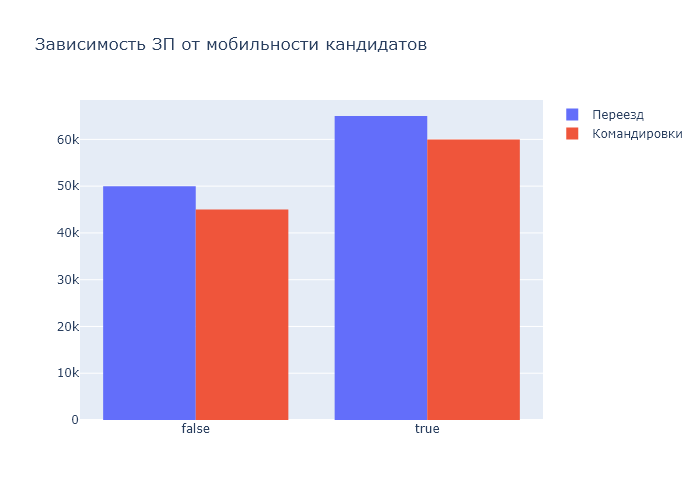 Зависимость ЗП от мобильности кандидатов
Переезд
Командировки
60k
50k
40k
30k
20k
10k
0
false
true